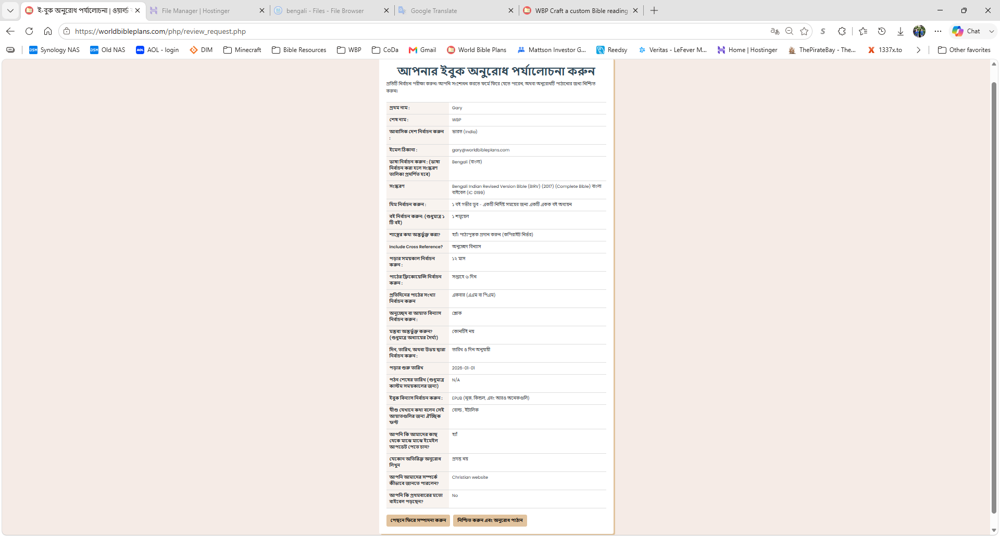 ই-বুক অনুরোধ পর্যালোচনা | ওয়ার্ল্ড
File Manager | Hostinger
bengali - Files - File Browser
Google Translate
WBP Craft a custom Bible reading
https://worldbibleplans.com/php/review_request.php
Chat
Synology NAS
Old NAS
AOL - login
DIM
Minecraft
Bible Resources
WBP
CoDa
Gmail
World Bible Plans
Mattson Investor G...
Reedsy
Veritas - LeFever M...
Home | Hostinger
ThePirateBay - The...
1337x.to
Other favorites
আপনার ইবুক অনুরোধ পর্যালোচনা করুন
প্রতিটি নির্বাচন পরীক্ষা করুন। আপনি সংশোধন করতে ফর্মে ফিরে যেতে পারেন, অথবা অনুরোধটি পাঠানোর জন্য নিশ্চিত
করুন।
প্রথম নাম :
Gary
শেষ নাম :
WBP
আবাসিক দেশ নির্বাচন করুন
:
ভারত (India)
ইমেল ঠিকানা :
gary@worldbibleplans.com
ভাষা নির্বাচন করুন : (ভাষা
নির্বাচন করা হলে সংস্করণ
তালিকা প্রদর্শিত হবে)
Bengali (বাংলা)
সংস্করণ
Bengali Indian Revised Version Bible (BIRV) (2017) (Complete Bible) বাংলা
বাইবেল (IC 0199)
থিম নির্বাচন করুন :
১ বই গভীর ডুব - একটি নির্দিষ্ট সময়ের জন্য একটি একক বই অধ্যয়ন
বই নির্বাচন করুন: (শুধুমাত্র ১
টি বই)
১ শমূয়েল
শাস্ত্রের কথা অন্তর্ভুক্ত করা?
হ্যাঁ। পাঠ্যপুস্তক প্রদান করুন (কপিরাইট নির্ভর)
Include Cross Reference?
অনুচ্ছেদ বিন্যাস
পড়ার সময়কাল নির্বাচন
করুন :
১২ মাস
পাঠের ফ্রিকোয়েন্সি নির্বাচন
করুন :
সপ্তাহে ৬ দিন
প্রতিদিনের পাঠের সংখ্যা
নির্বাচন করুন
একবার (এএম বা পিএম)
অনুচ্ছেদ বা আয়াত বিন্যাস
নির্বাচন করুন :
শ্লোক
মন্তব্য অন্তর্ভুক্ত করুন?
(শুধুমাত্র অধ্যায়ের দৈর্ঘ্য)
কোনটিই নয়
দিন, তারিখ, অথবা উভয় দ্বারা
নির্বাচন করুন :
তারিখ ও দিন অনুযায়ী
পড়ার শুরু তারিখ
2026-01-01
পঠন শেষের তারিখ (শুধুমাত্র
কাস্টম সময়কালের জন্য)
N/A
ইবুক বিন্যাস নির্বাচন করুন :
EPUB (নূক, কিন্ডল, এবং আরও অনেকগুলি)
যীশু যেখানে কথা বলেন সেই
আয়াতগুলির জন্য ঐচ্ছিক
ফন্ট
বোল্ড , ইটালিক
আপনি কি আমাদের কাছ
থেকে মাঝে মাঝে ইমেইল
আপডেট পেতে চান?
হ্যাঁ
যেকোন অতিরিক্ত অনুরোধ
লিখুন
প্রদত্ত নয়
আপনি আমাদের সম্পর্কে
কীভাবে জানতে পারলেন?
Christian website
আপনি কি প্রথমবারের মতো
বাইবেল পড়ছেন?
No
পেছনে ফিরে সম্পাদনা করুন
নিশ্চিত করুন এবং অনুরোধ পাঠান